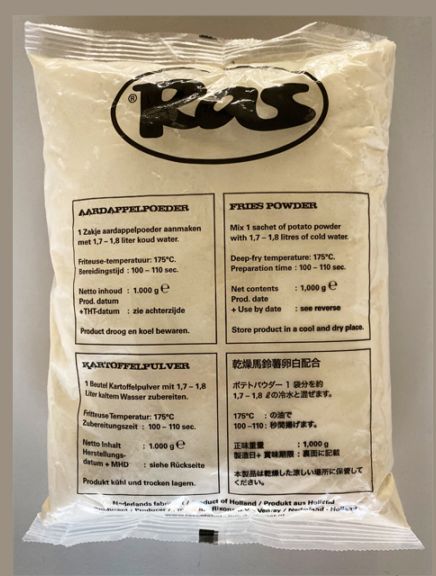 ® Ras
AARDAPPELPOEDER
1 Zakje aardappelpoeder aanmaken
met 1,7 – 1,8 liter koud water.
Friteuse-temperatuur: 175°C.
Bereidingstijd : 100 – 110 sec.
Netto inhoud : 1.000 g e
Prod. datum
+THT-datum : zie achterzijde
Product droog en koel bewaren.
FRIES POWDER
Mix 1 sachet of potato powder
with 1,7 – 1,8 litres of cold water.
Deep-fry temperature: 175°C.
Preparation time : 100 – 110 sec.
Net contents : 1,000 g e
Prod. date
+ Use by date : see reverse
Store product in a cool and dry place.
KARTOFFELPULVER
1 Beutel Kartoffelpulver mit 1,7 – 1,8
Liter kaltem Wasser zubereiten.
Fritteuse Temperatur: 175°C
Zubereitungszeit : 100 – 110 sec.
Netto Inhalt : 1.000 g e
Herstellungs-
datum + MHD : siehe Rückseite
Produkt kühl und trocken lagern.
乾燥馬鈴薯卵白配合
ポテトパウダー 1 袋分を約
1,7 – 1,8 ℓの冷水と混ぜます。
175°C : の油で
100 –110 : 秒間揚げます。
正味重量 : 1,000 g
製造日+ 賞味期限 : 裏面に記載
本製品は乾燥した涼しい場所に保管して
ください。
Nederlands / Product of Holland / Produkt aus Holland
/ Producer / Venray / Nederland - Holland